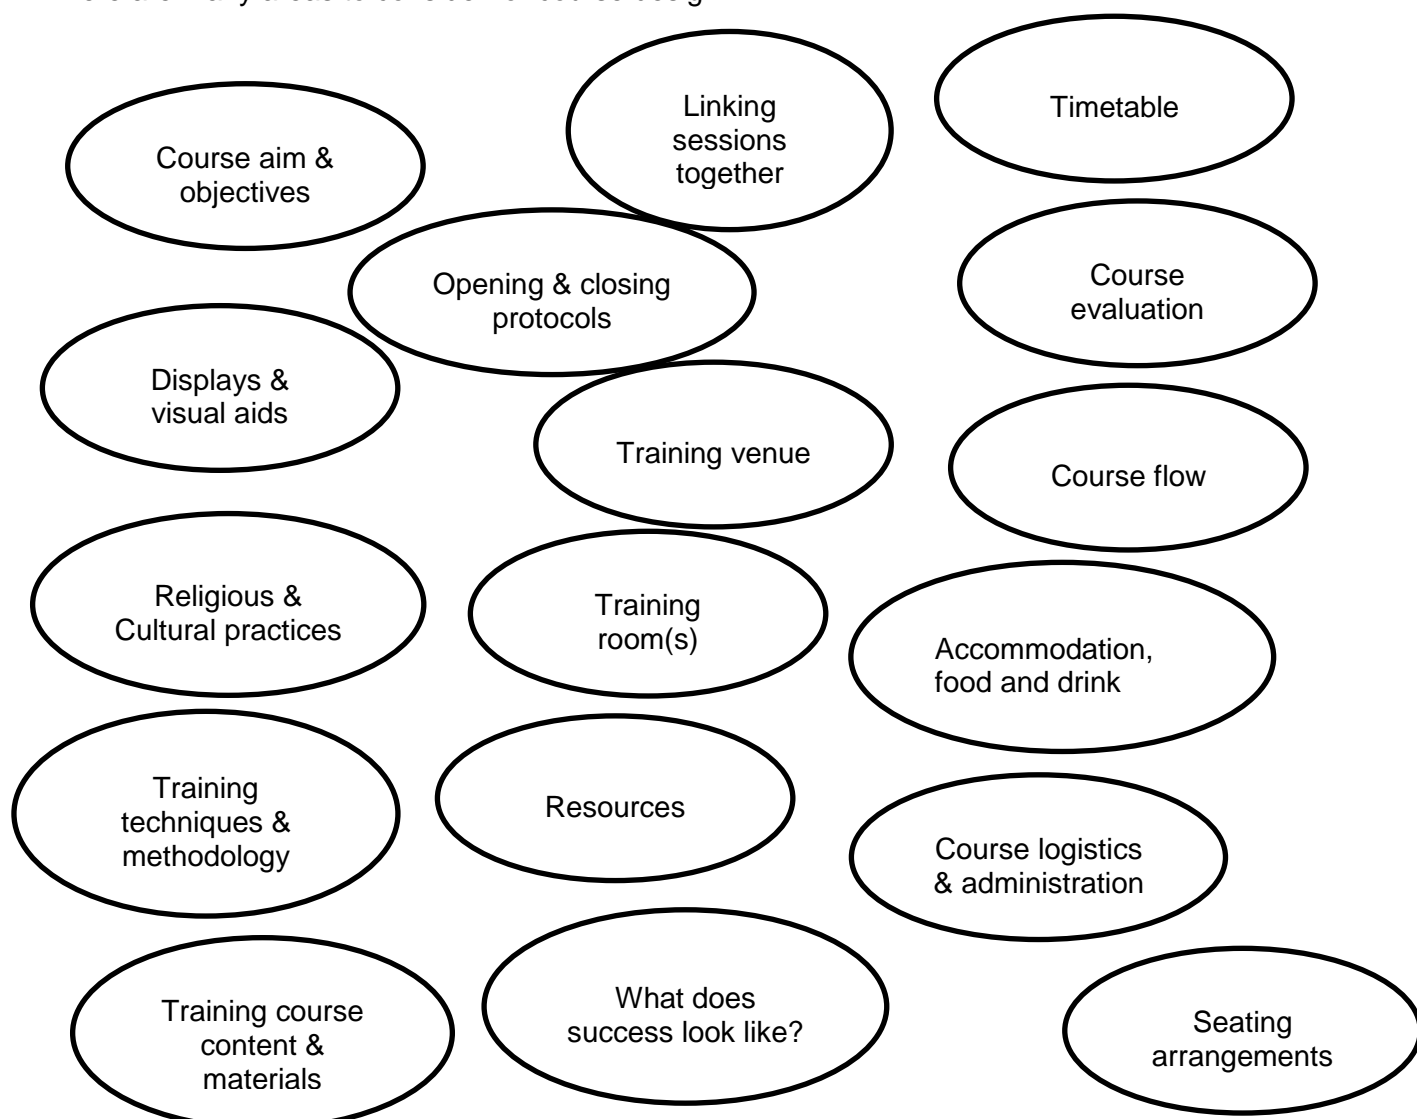 Linking
sessions
together
Timetable
Course aim &
objectives
Opening & closing
protocols
Course
evaluation
Displays &
visual aids
Training venue
Course flow
Religious &
Cultural practices
Training
room(s)
Accommodation,
food and drink
Training
techniques &
methodology
Resources
Course logistics
& administration
Training course
content &
materials
What does
success look like?
Seating
arrangements